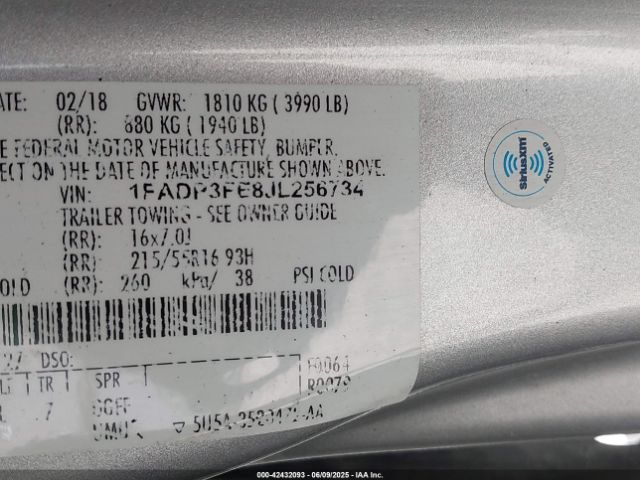 ATE: 02/18 GVWR: 1810 KG ( 3990 LB)
(RR): 880 KG ( 1940 LB)
E FEDERAL MOTOR VEHICLE SAFETY, BUMPER,
ECT ON THE DATE OF MANUFACTURE SHOWN ABOVE.
VIN: 1FADP3FE8JL256734
TRAILER TOWING - SEE OWNER GUIDE
(RR): 16x7.0J
(RR): 215/55R16 93H
OLD (RR): 260 kPa/ 38 PSI COLD
27 DSO:
TR SPR F0064
R0079
R 7
SiriusXM
ACTIVATED
000-42432093 - 06/09/2025 - IAA Inc.